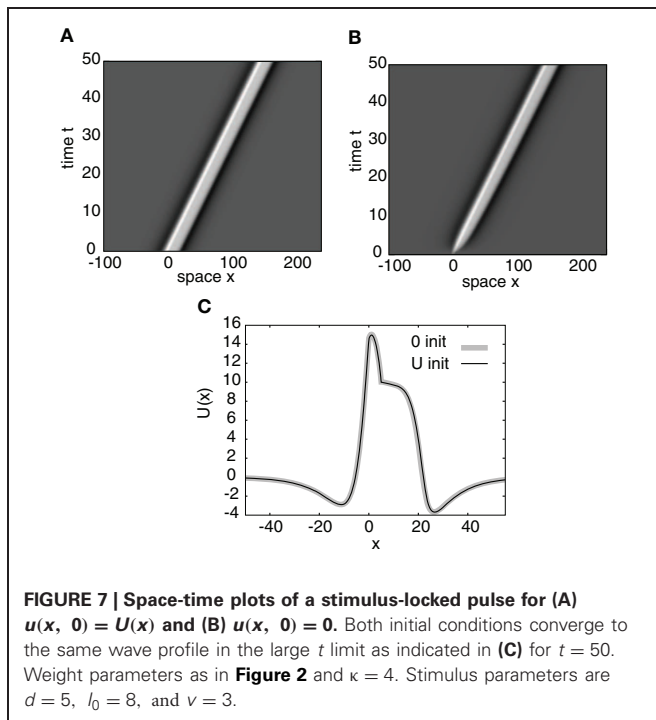 A
B
50
40
30
20
10
0
time t
-100
0
100
200
space x
50
40
30
20
10
0
time t
-100
0
100
200
space x
C
16
14
12
10
8
6
4
2
0
-2
-4
U(x)
0 init
U init
-40
-20
0
20
40
x
FIGURE 7 | Space-time plots of a stimulus-locked pulse for (A)
u(x, 0) = U(x) and (B) u(x, 0) = 0. Both initial conditions converge to
the same wave profile in the large t limit as indicated in (C) for t = 50.
Weight parameters as in Figure 2 and κ = 4. Stimulus parameters are
d = 5, I₀ = 8, and v = 3.